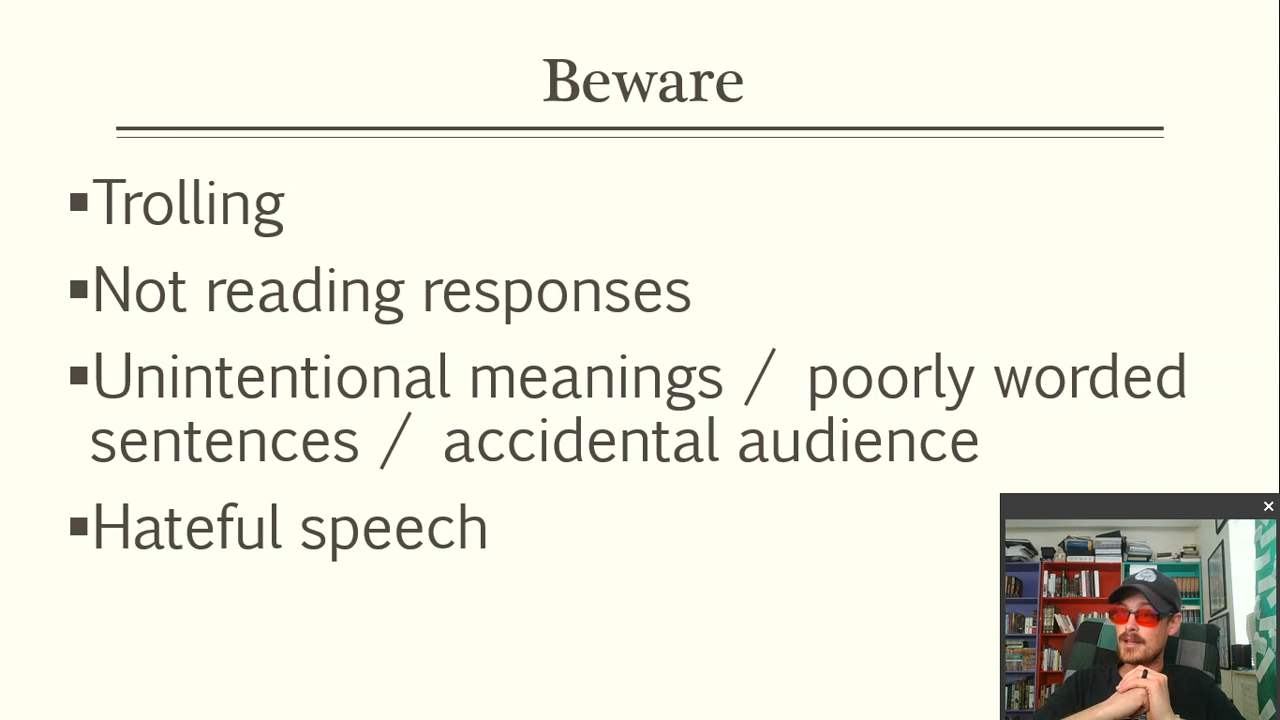 Beware
▪Trolling
▪Not reading responses
▪Unintentional meanings / poorly worded
sentences / accidental audience
▪Hateful speech